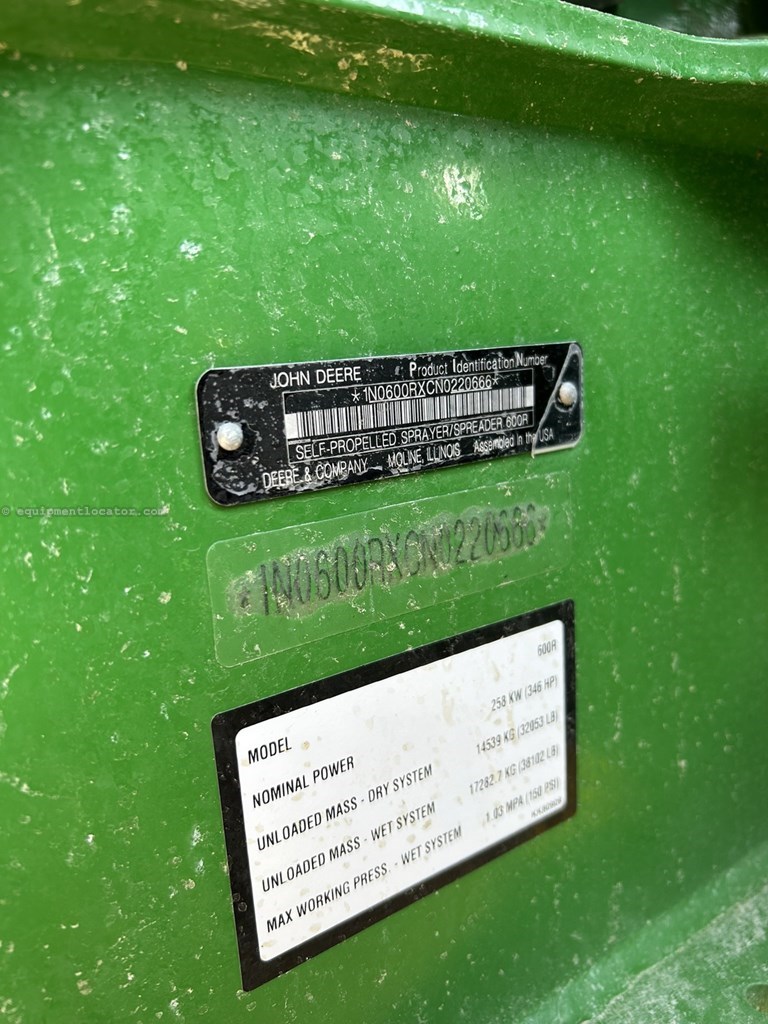 JOHN DEERE Product Identification Number
*1N0600RXCN0220666*
SELF-PROPELLED SPRAYER/SPREADER 600R
DEERE & COMPANY MOLINE, ILLINOIS Assembled in the USA
equipmentlocator.com
*1N0600RXCN0220666*
MODEL 600R
NOMINAL POWER 258 KW (346 HP)
UNLOADED MASS - DRY SYSTEM 14539 KG (32053 LB)
UNLOADED MASS - WET SYSTEM 17282.7 KG (38102 LB)
MAX WORKING PRESS. - WET SYSTEM 1.03 MPA (150 PSI)